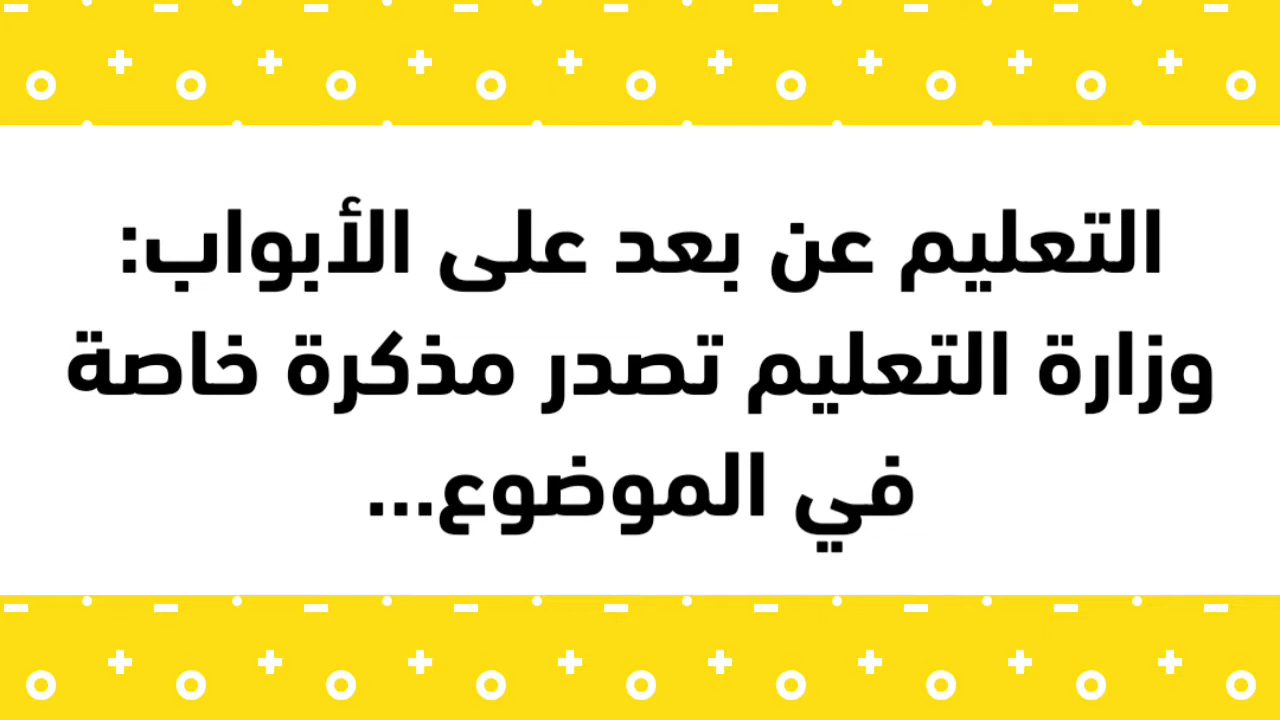 التعليم عن بعد على الأبواب:
وزارة التعليم تصدر مذكرة خاصة
في الموضوع...